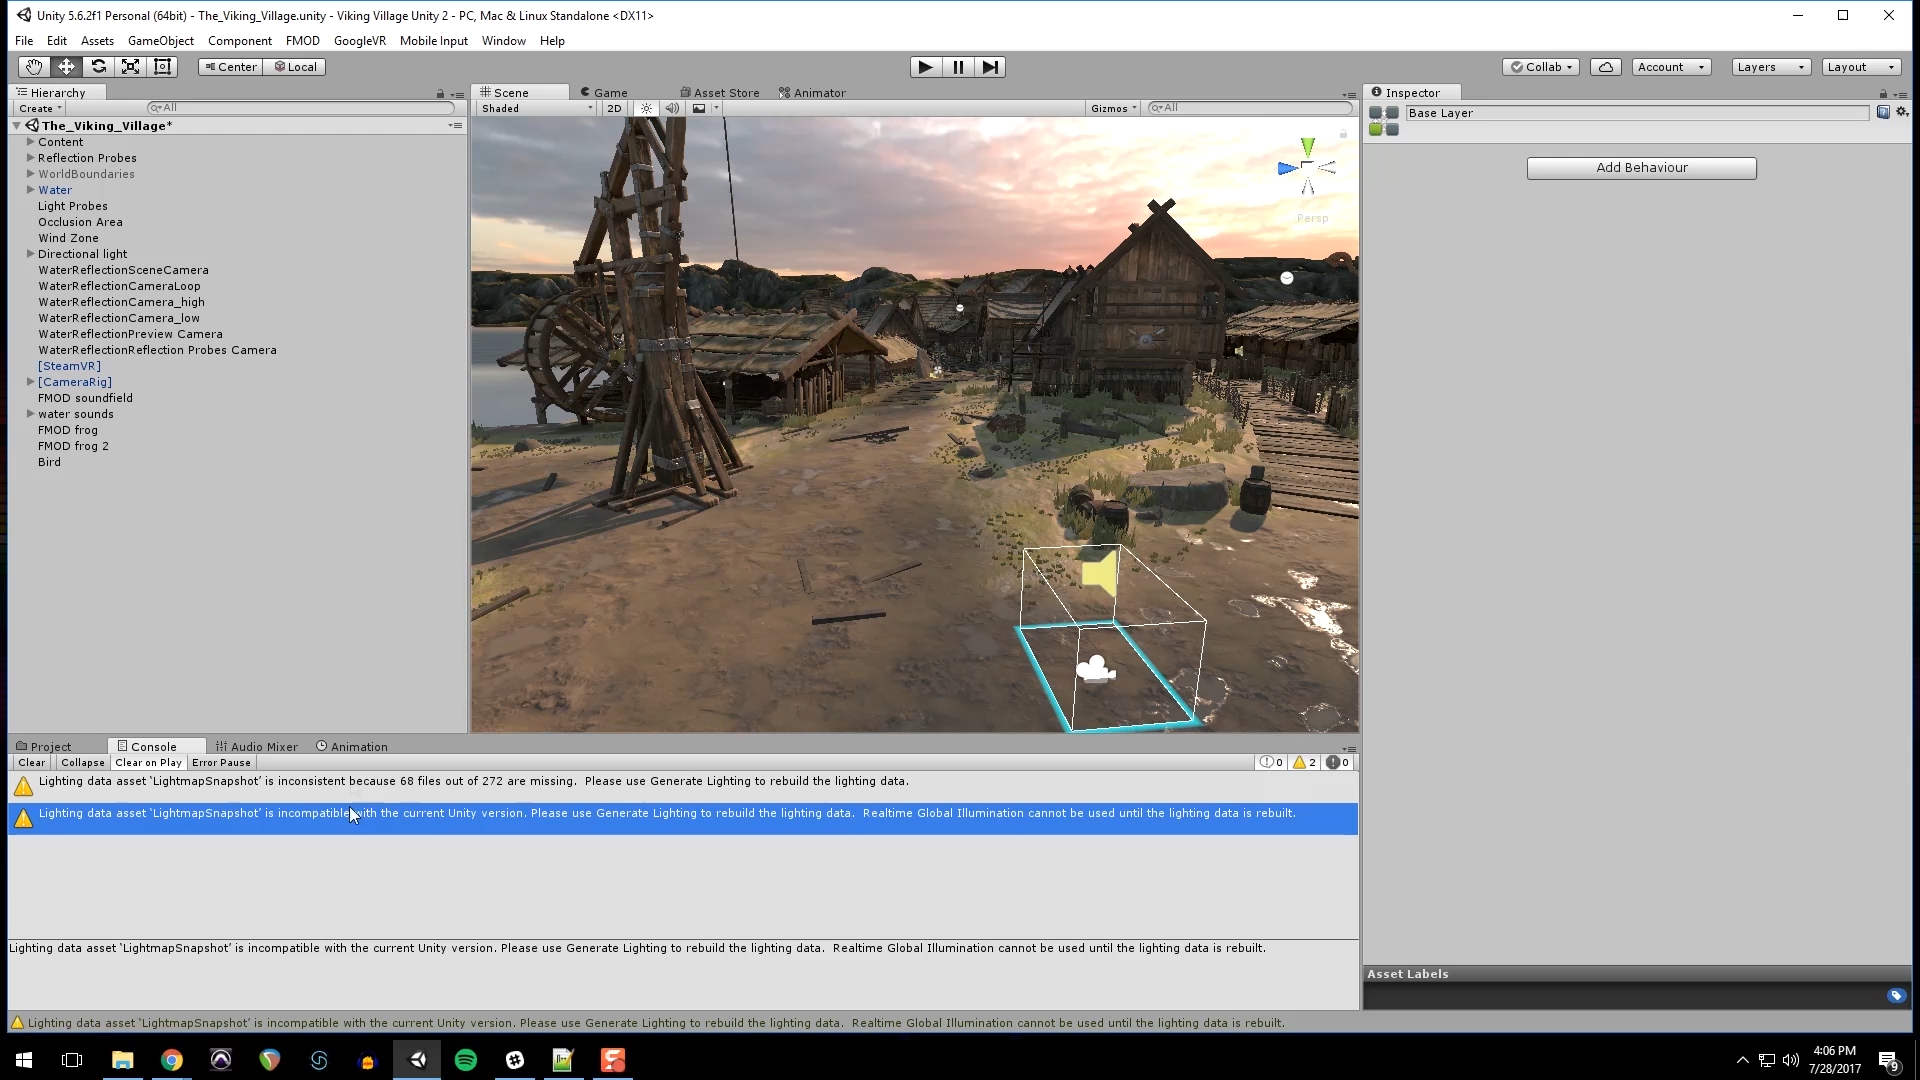 Unity 5.6.2f1 Personal (64bit) - The_Viking_Village.unity - Viking Village Unity 2 - PC, Mac & Linux Standalone <DX11>
File Edit Assets GameObject Component FMOD GoogleVR Mobile Input Window Help
Center Local Collab Account Layers Layout
Hierarchy
Create All
The_Viking_Village*
Content
Reflection Probes
WorldBoundaries
Water
Light Probes
Occlusion Area
Wind Zone
Directional light
WaterReflectionSceneCamera
WaterReflectionCameraLoop
WaterReflectionCamera_high
WaterReflectionCamera_low
WaterReflectionPreview Camera
WaterReflectionReflection Probes Camera
[SteamVR]
[CameraRig]
FMOD soundfield
water sounds
FMOD frog
FMOD frog 2
Bird
Scene Game Asset Store Animator
Shaded 2D Gizmos All
Persp
Inspector
Base Layer
Add Behaviour
Asset Labels
Project Console Audio Mixer Animation
Clear Collapse Clear on Play Error Pause 0 2 0
Lighting data asset 'LightmapSnapshot' is inconsistent because 68 files out of 272 are missing.  Please use Generate Lighting to rebuild the lighting data.
Lighting data asset 'LightmapSnapshot' is incompatible with the current Unity version. Please use Generate Lighting to rebuild the lighting data.  Realtime Global Illumination cannot be used until the lighting data is rebuilt.
Lighting data asset 'LightmapSnapshot' is incompatible with the current Unity version. Please use Generate Lighting to rebuild the lighting data.  Realtime Global Illumination cannot be used until the lighting data is rebuilt.
Lighting data asset 'LightmapSnapshot' is incompatible with the current Unity version. Please use Generate Lighting to rebuild the lighting data.  Realtime Global Illumination cannot be used until the lighting data is rebuilt.
4:06 PM
7/28/2017
9